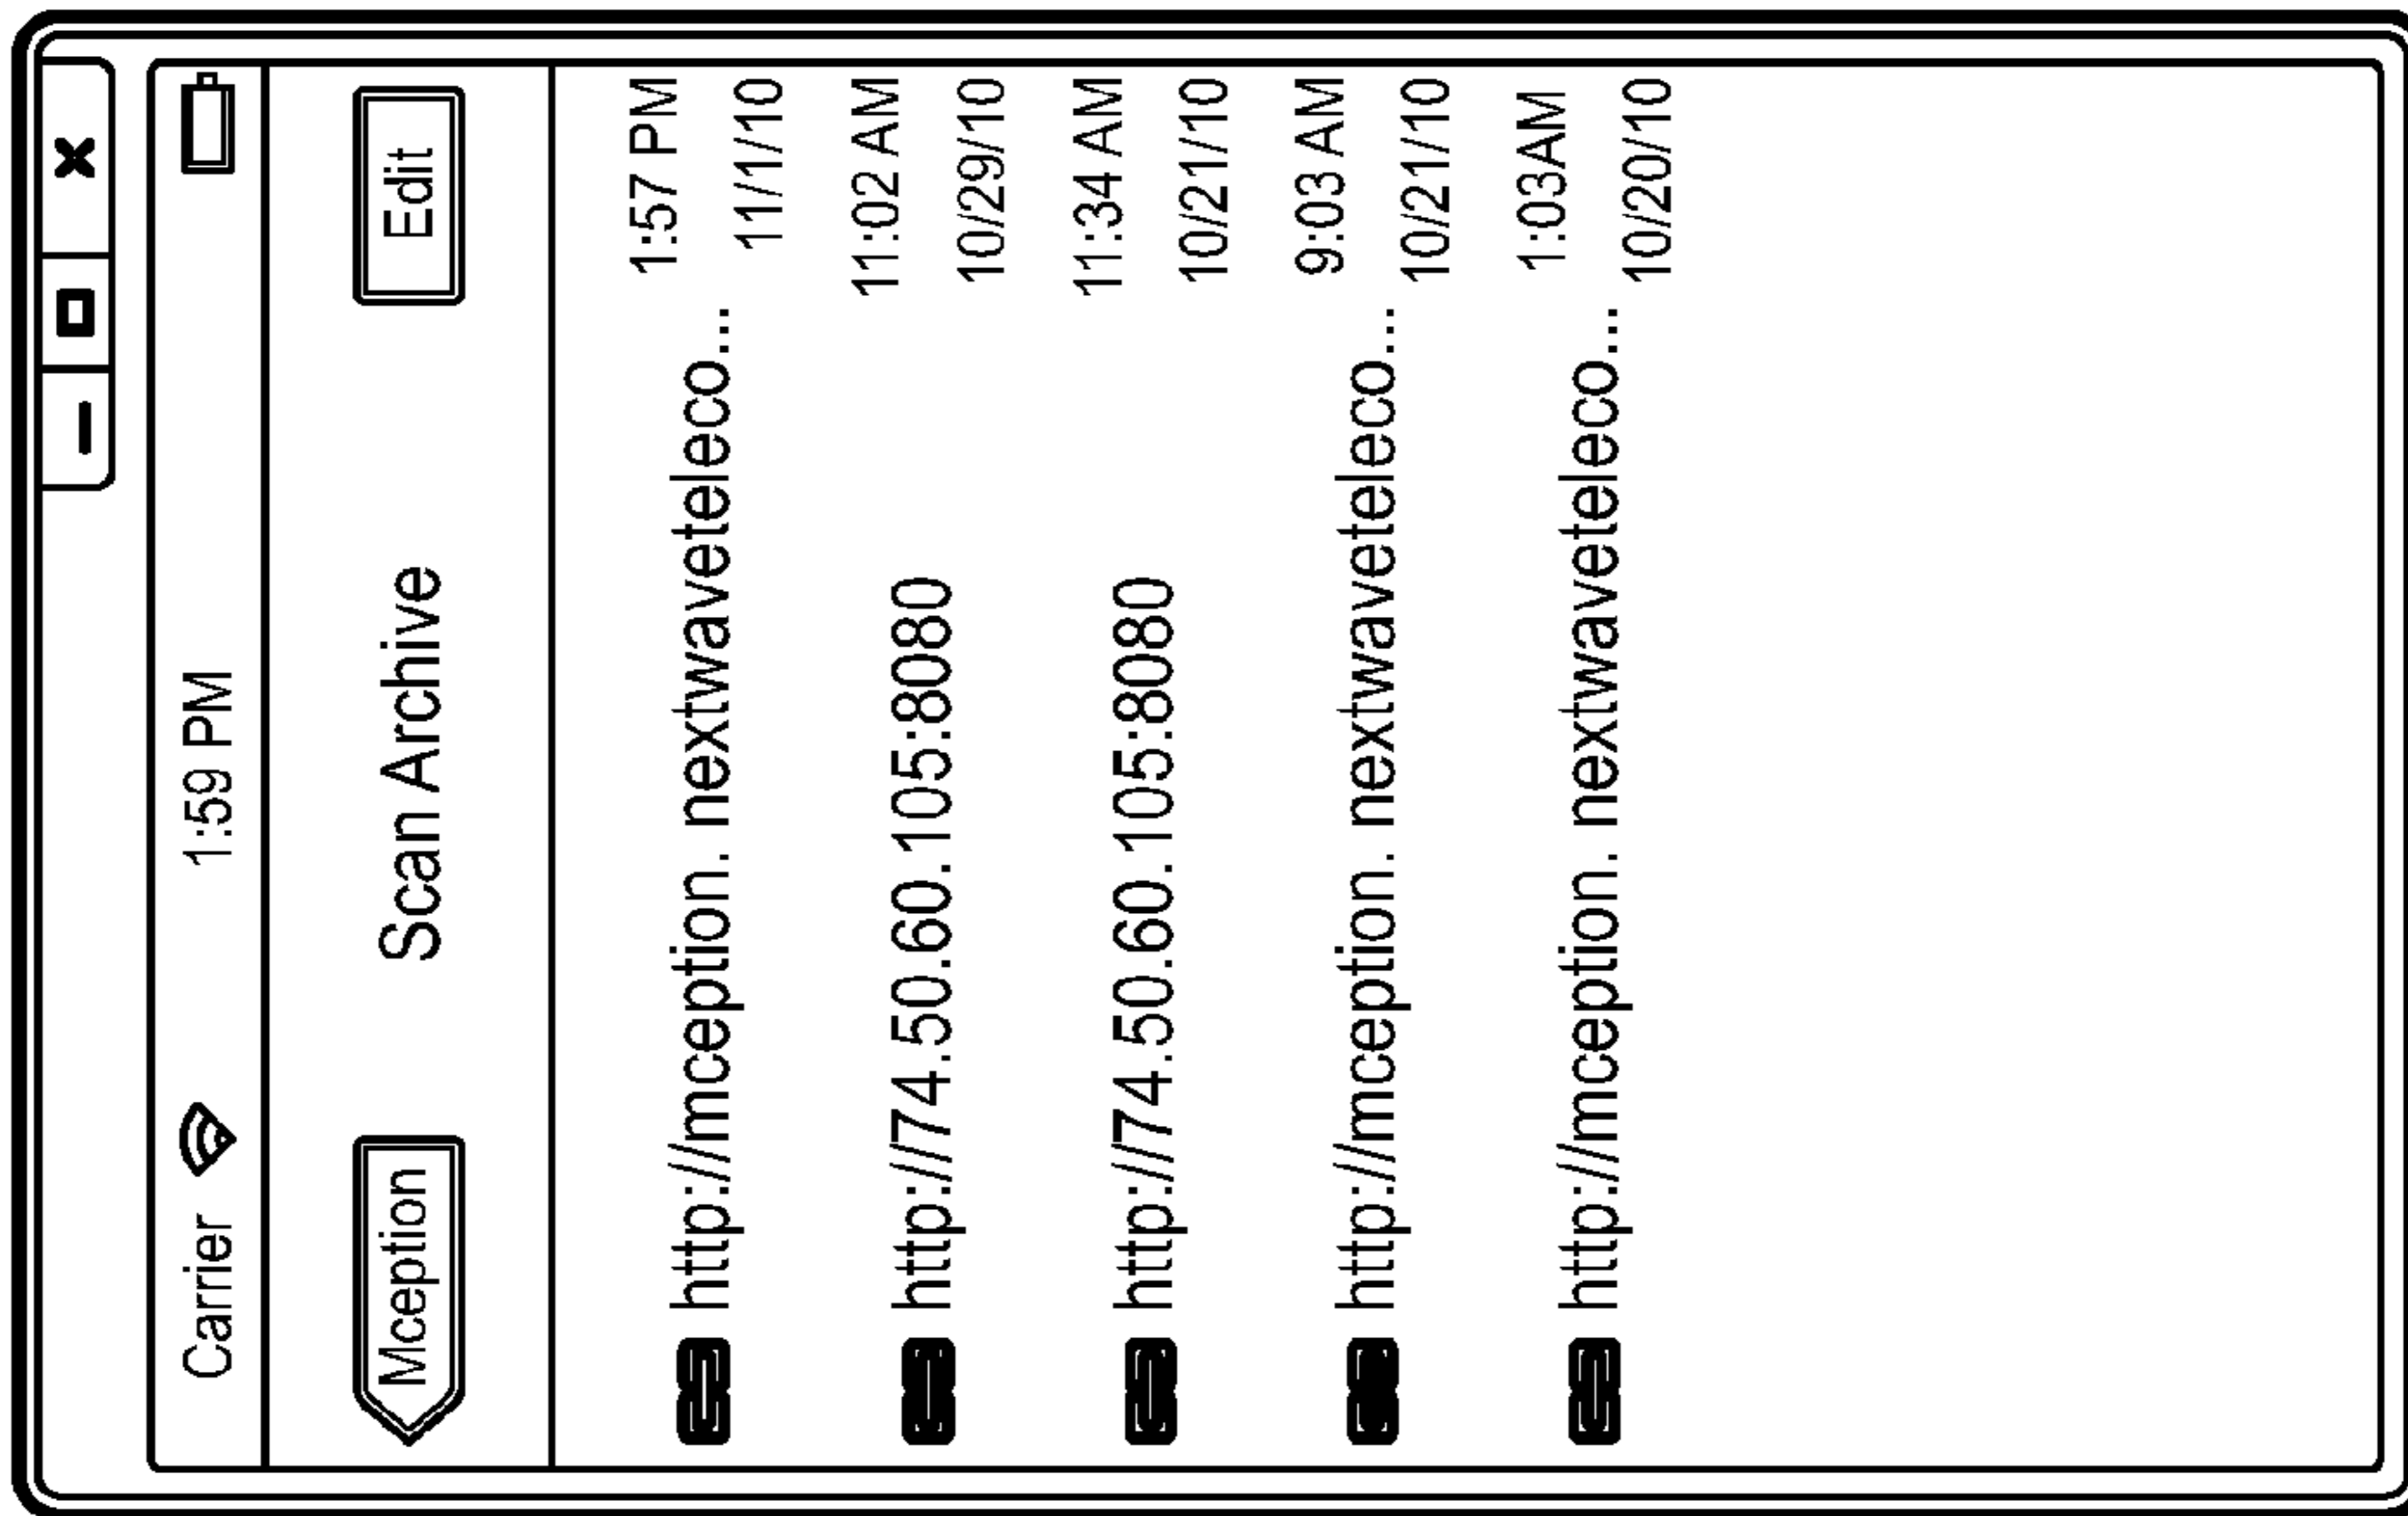 Carrier 1:59 PM
Mception Scan Archive Edit
http://mception. nextwaveteleco... 1:57 PM
11/1/10
http://74.50.60.105:8080 11:02 AM
10/29/10
http://74.50.60.105:8080 11:34 AM
10/21/10
http://mception. nextwaveteleco... 9:03 AM
10/21/10
http://mception. nextwaveteleco... 1:03AM
10/20/10